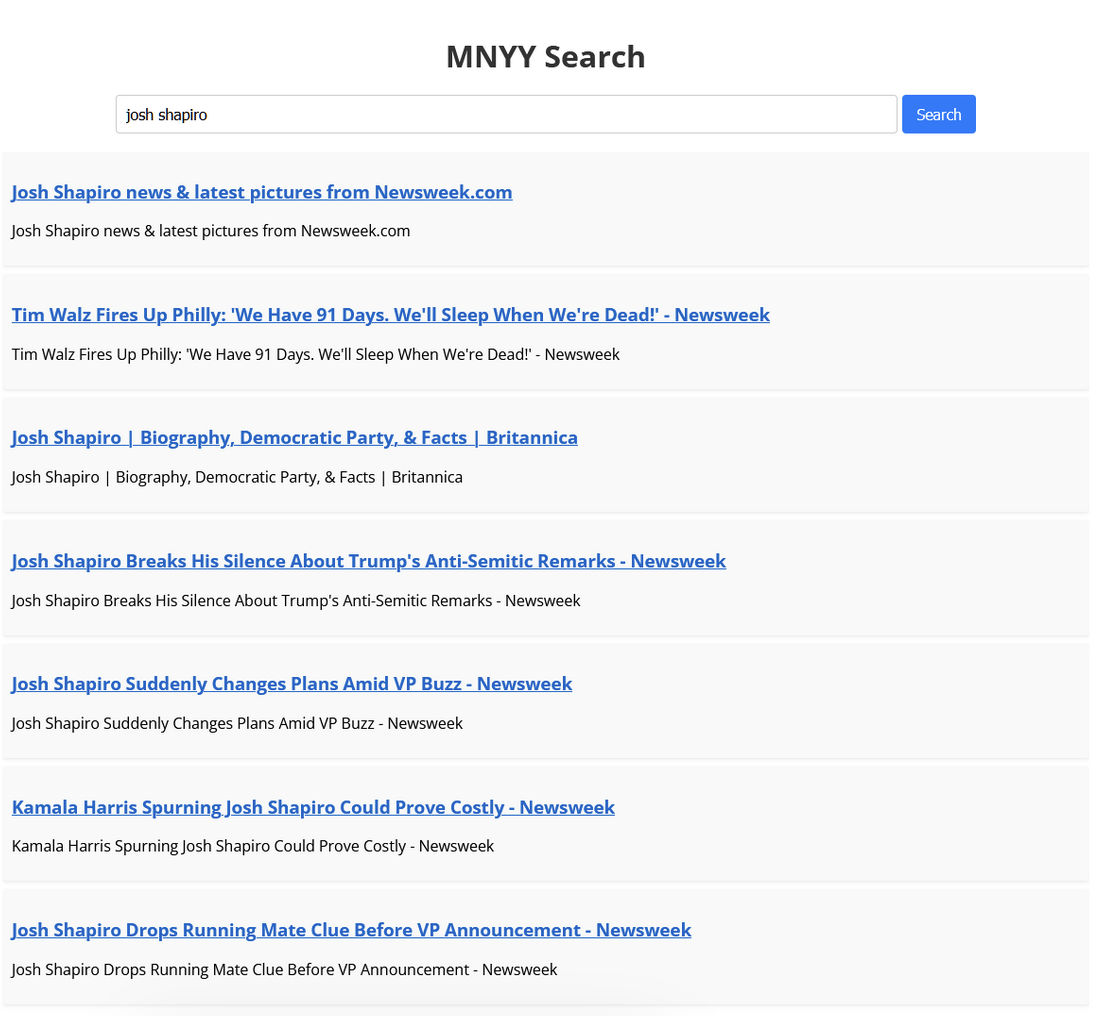 MNYY Search
josh shapiro
Search
Josh Shapiro news & latest pictures from Newsweek.com
Josh Shapiro news & latest pictures from Newsweek.com
Tim Walz Fires Up Philly: 'We Have 91 Days. We'll Sleep When We're Dead!' - Newsweek
Tim Walz Fires Up Philly: 'We Have 91 Days. We'll Sleep When We're Dead!' - Newsweek
Josh Shapiro | Biography, Democratic Party, & Facts | Britannica
Josh Shapiro | Biography, Democratic Party, & Facts | Britannica
Josh Shapiro Breaks His Silence About Trump's Anti-Semitic Remarks - Newsweek
Josh Shapiro Breaks His Silence About Trump's Anti-Semitic Remarks - Newsweek
Josh Shapiro Suddenly Changes Plans Amid VP Buzz - Newsweek
Josh Shapiro Suddenly Changes Plans Amid VP Buzz - Newsweek
Kamala Harris Spurning Josh Shapiro Could Prove Costly - Newsweek
Kamala Harris Spurning Josh Shapiro Could Prove Costly - Newsweek
Josh Shapiro Drops Running Mate Clue Before VP Announcement - Newsweek
Josh Shapiro Drops Running Mate Clue Before VP Announcement - Newsweek